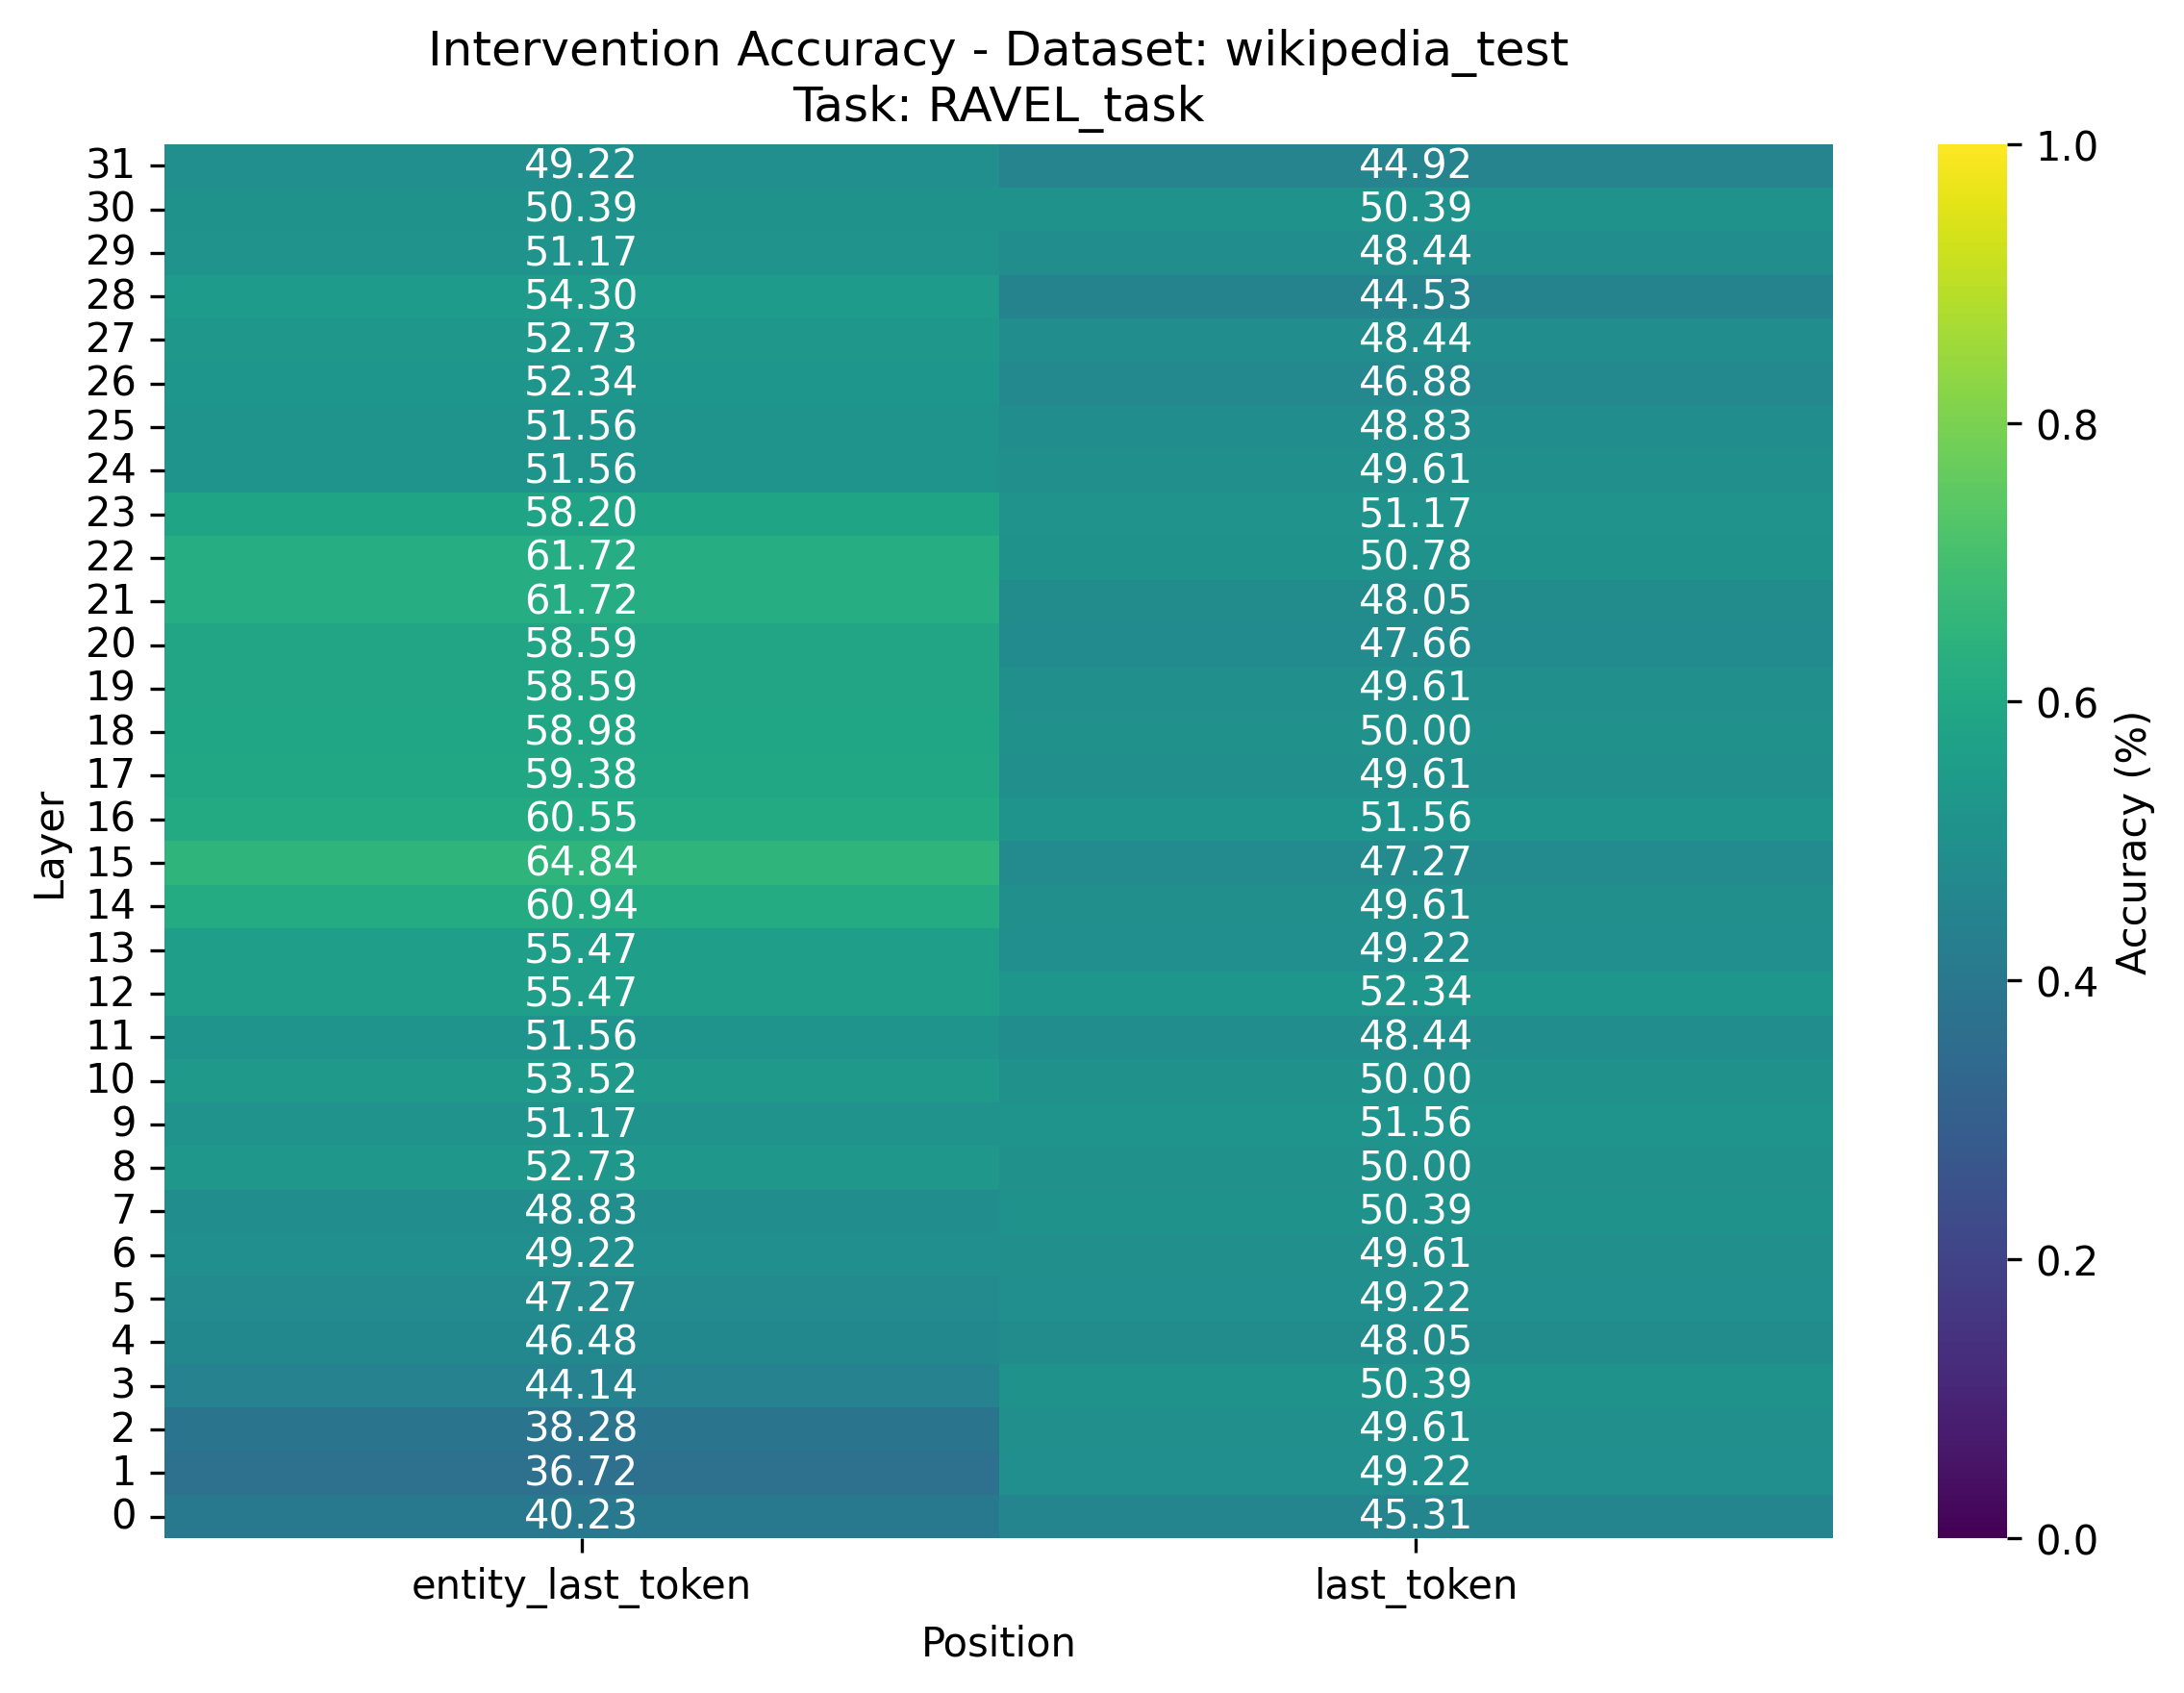 Intervention Accuracy - Dataset: wikipedia_test
Task: RAVEL_task
31 49.22 44.92 1.0
30 50.39 50.39
29 51.17 48.44
28 54.30 44.53
27 52.73 48.44
26 52.34 46.88
25 51.56 48.83 0.8
24 51.56 49.61
23 58.20 51.17
22 61.72 50.78
21 61.72 48.05
20 58.59 47.66
19 58.59 49.61 0.6
18 58.98 50.00
17 59.38 49.61
16 60.55 51.56
15 64.84 47.27
14 60.94 49.61
13 55.47 49.22
12 55.47 52.34 0.4
11 51.56 48.44
10 53.52 50.00
9 51.17 51.56
8 52.73 50.00
7 48.83 50.39
6 49.22 49.61 0.2
5 47.27 49.22
4 46.48 48.05
3 44.14 50.39
2 38.28 49.61
1 36.72 49.22
0 40.23 45.31 0.0
Layer
Accuracy (%)
entity_last_token last_token
Position